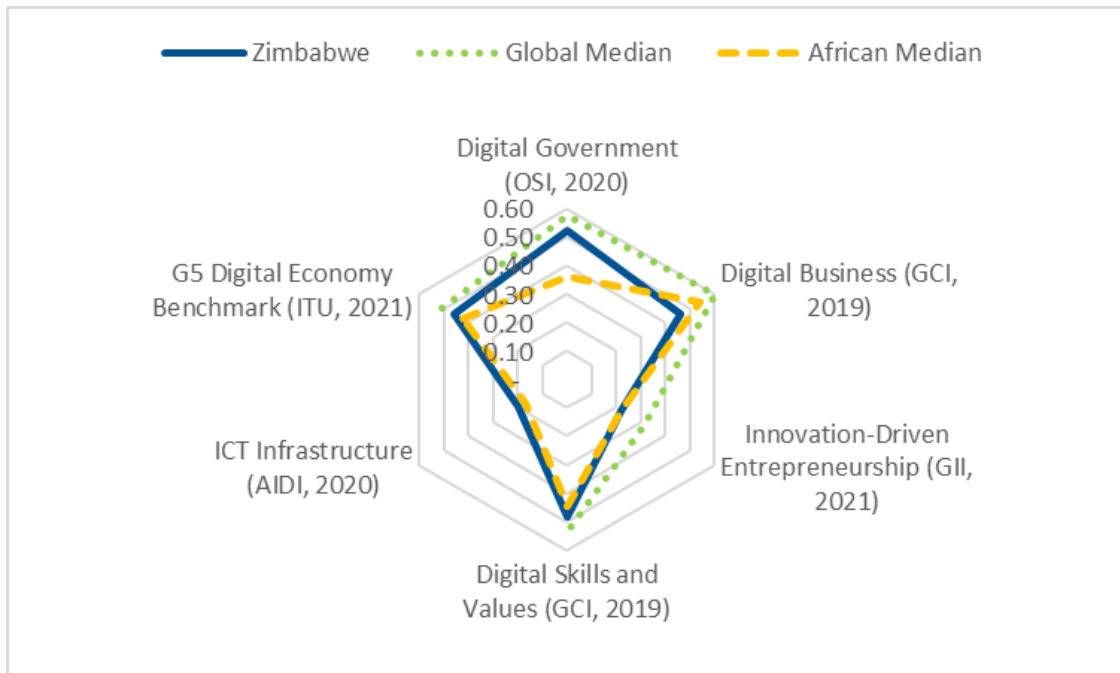 Zimbabwe Global Median African Median
Digital Government
(OSI, 2020)
0.60
0.50
0.40
0.30
0.20
0.10
-
G5 Digital Economy
Benchmark (ITU, 2021)
Digital Business (GCI,
2019)
ICT Infrastructure
(AIDI, 2020)
Innovation-Driven
Entrepreneurship (GII,
2021)
Digital Skills and
Values (GCI, 2019)